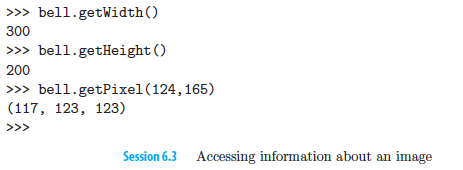 >>> bell.getWidth()
300
>>> bell.getHeight()
200
>>> bell.getPixel(124,165)
(117, 123, 123)
>>>
Session 6.3 Accessing information about an image